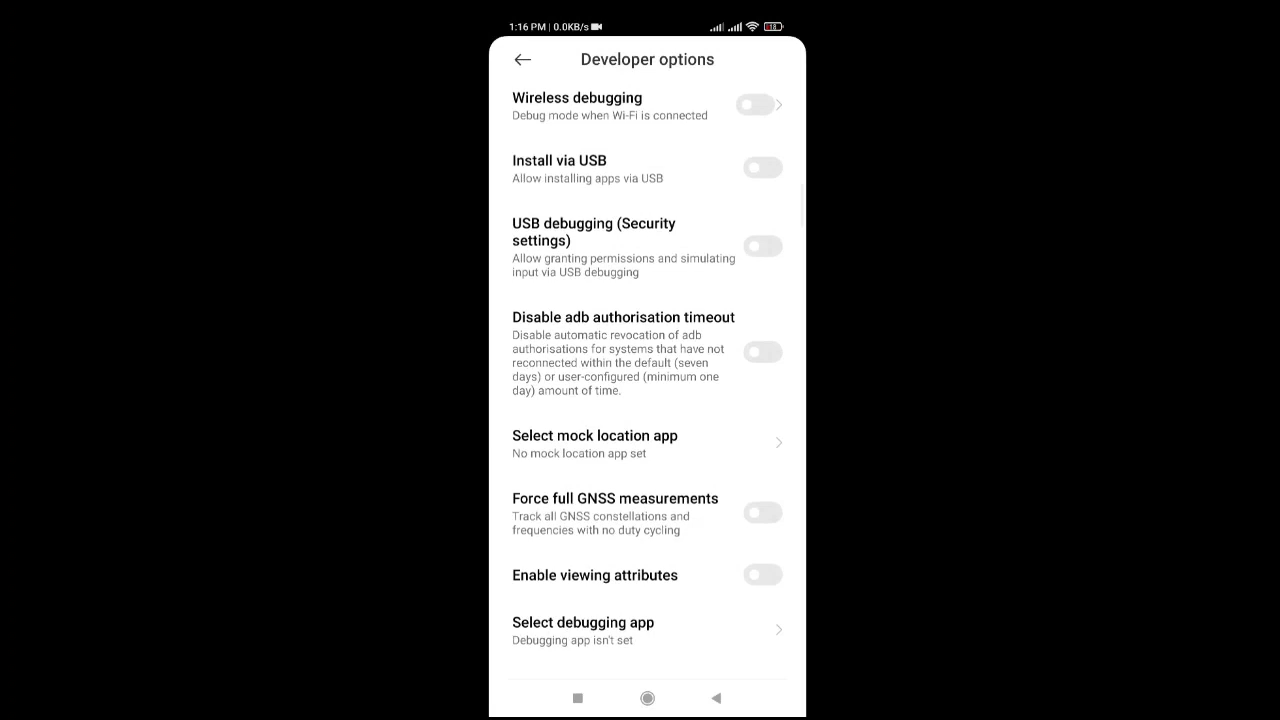 1:16 PM | 0.0KB/s
18
Developer options
Wireless debugging
Debug mode when Wi-Fi is connected
Install via USB
Allow installing apps via USB
USB debugging (Security
settings)
Allow granting permissions and simulating
input via USB debugging
Disable adb authorisation timeout
Disable automatic revocation of adb
authorisations for systems that have not
reconnected within the default (seven
days) or user-configured (minimum one
day) amount of time.
Select mock location app
No mock location app set
Force full GNSS measurements
Track all GNSS constellations and
frequencies with no duty cycling
Enable viewing attributes
Select debugging app
Debugging app isn't set